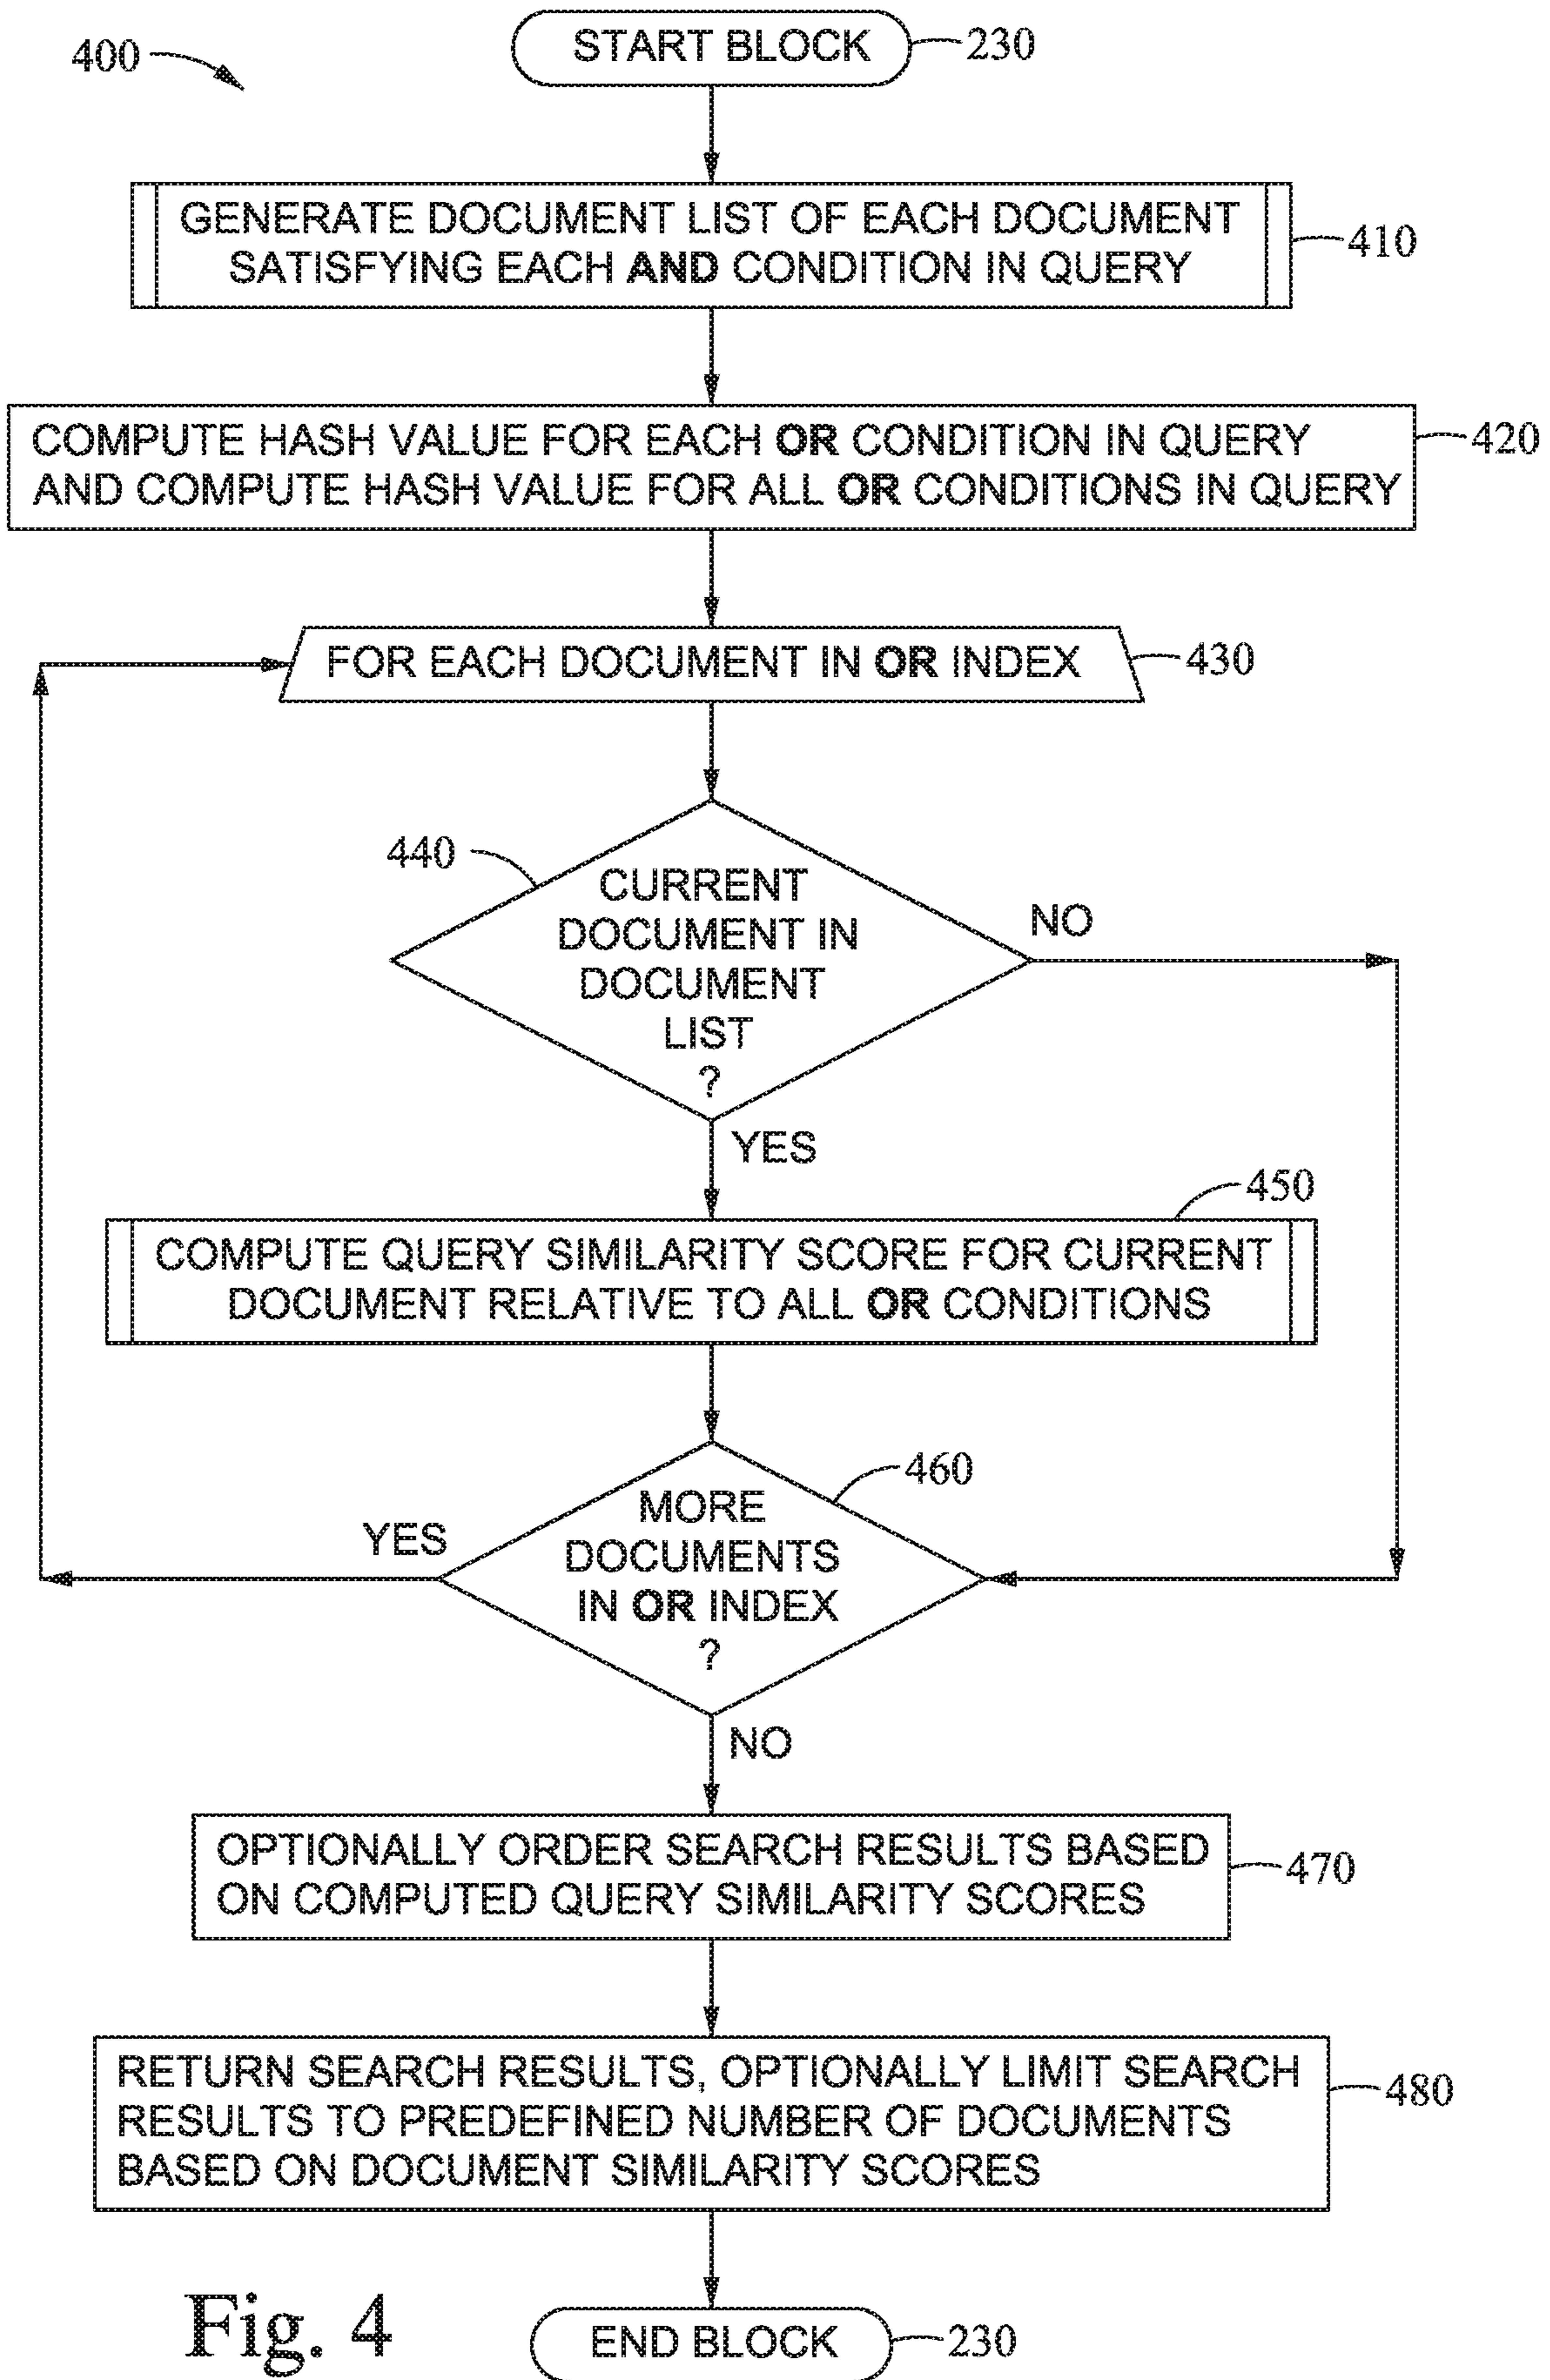 400
START BLOCK
230
GENERATE DOCUMENT LIST OF EACH DOCUMENT
SATISFYING EACH AND CONDITION IN QUERY
410
COMPUTE HASH VALUE FOR EACH OR CONDITION IN QUERY
AND COMPUTE HASH VALUE FOR ALL OR CONDITIONS IN QUERY
420
FOR EACH DOCUMENT IN OR INDEX
430
440
CURRENT
DOCUMENT IN
DOCUMENT
LIST
?
NO
YES
450
COMPUTE QUERY SIMILARITY SCORE FOR CURRENT
DOCUMENT RELATIVE TO ALL OR CONDITIONS
460
MORE
DOCUMENTS
IN OR INDEX
?
YES
NO
OPTIONALLY ORDER SEARCH RESULTS BASED
ON COMPUTED QUERY SIMILARITY SCORES
470
RETURN SEARCH RESULTS, OPTIONALLY LIMIT SEARCH
RESULTS TO PREDEFINED NUMBER OF DOCUMENTS
BASED ON DOCUMENT SIMILARITY SCORES
480
Fig. 4
END BLOCK
230